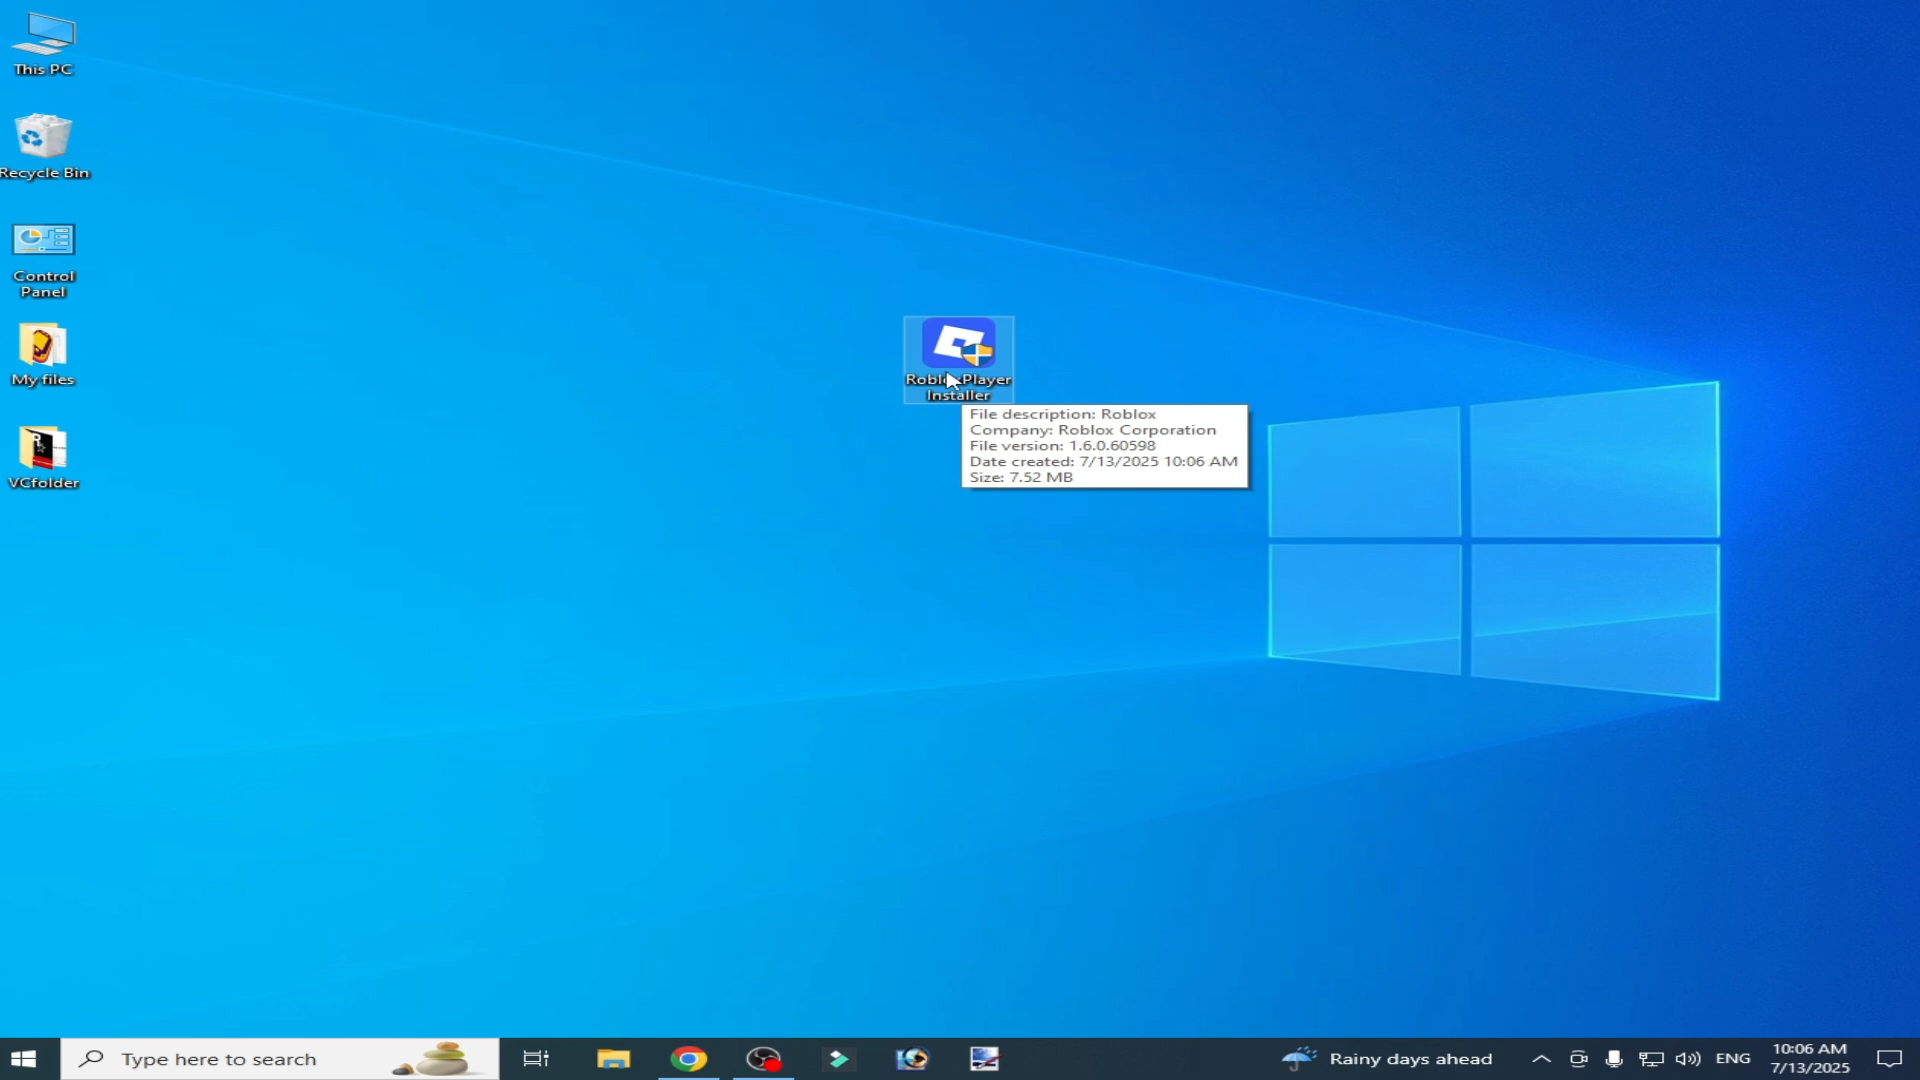 This PC
Recycle Bin
Control
Panel
My files
VCfolder
Installer
File description: Roblox
Company: Roblox Corporation
File version: 1.6.0.60598
Date created: 7/13/2025 10:06 AM
Size: 7.52 MB
Type here to search
Rainy days ahead
ENG
10:06 AM
7/13/2025